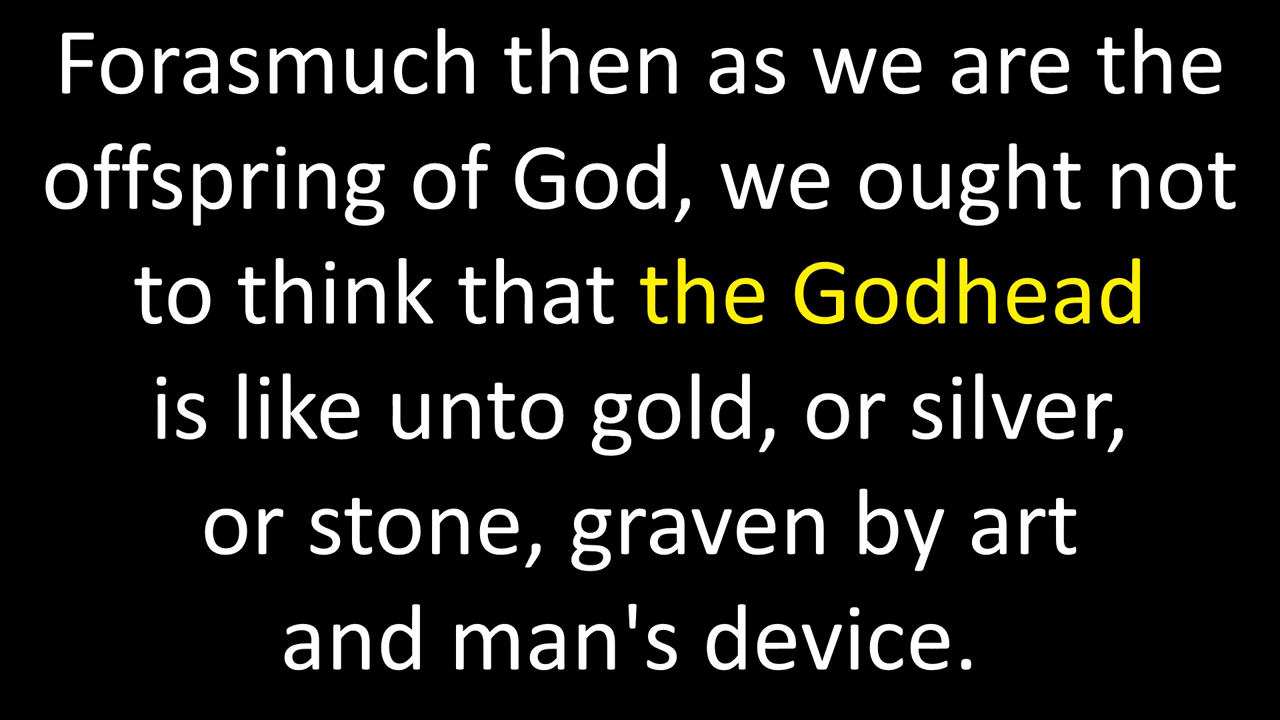 Forasmuch then as we are the
offspring of God, we ought not
to think that the Godhead
is like unto gold, or silver,
or stone, graven by art
and man's device.